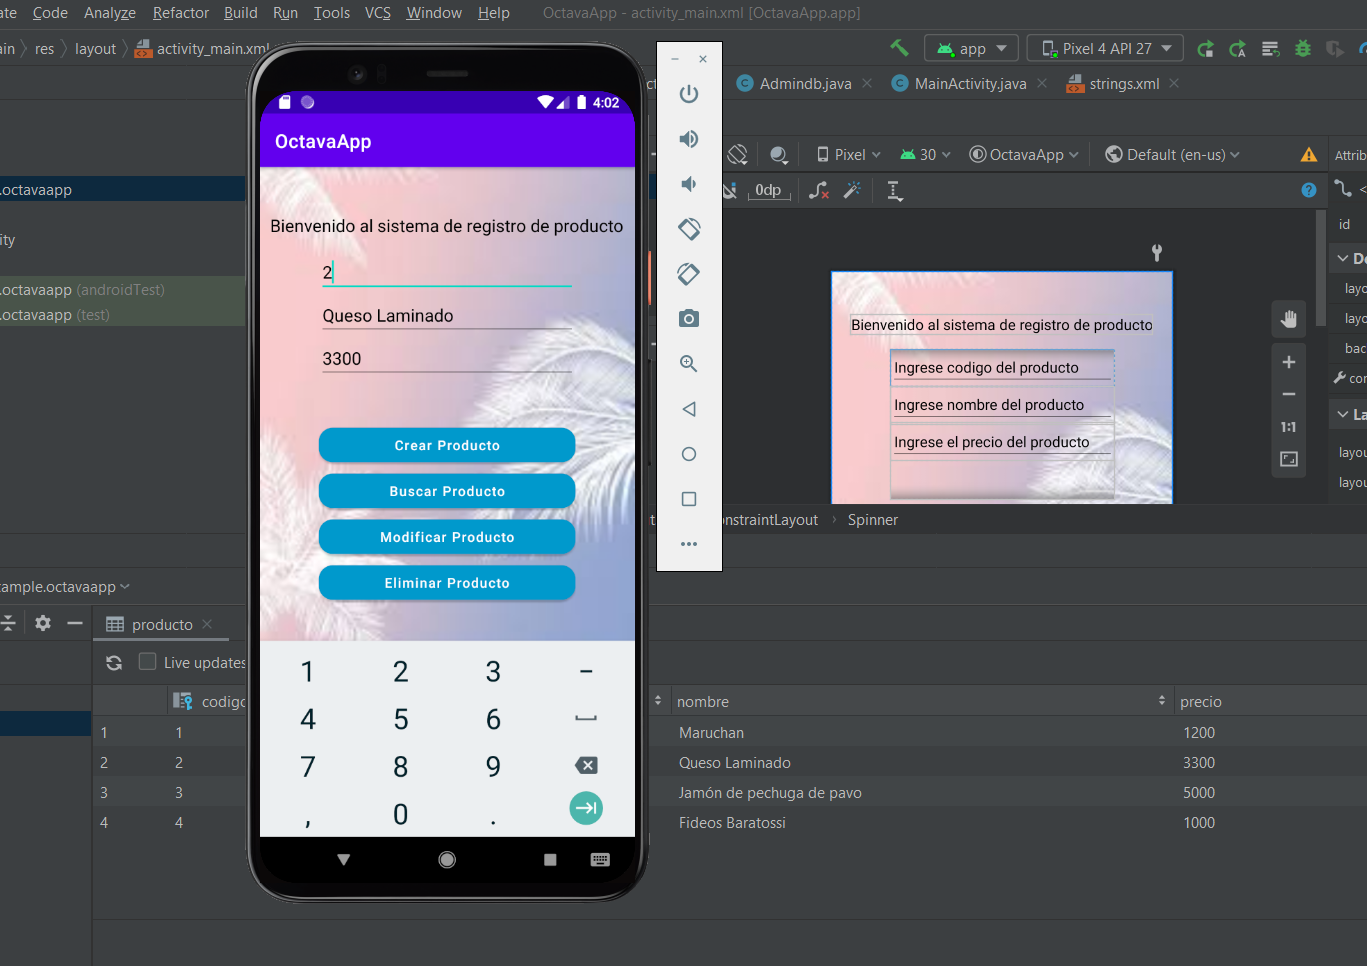 ate Code Analyze Refactor Build Run Tools VCS Window Help OctavaApp - activity_main.xml [OctavaApp.app]
ain res layout activity_main.xml app Pixel 4 API 27
Admindb.java MainActivity.java strings.xml
Pixel 30 OctavaApp Default (en-us) Attrib
0dp
.octavaapp
ity
.octavaapp (androidTest)
.octavaapp (test)
4:02
OctavaApp
Bienvenido al sistema de registro de producto
2
Queso Laminado
3300
Crear Producto
Buscar Producto
Modificar Producto
Eliminar Producto
1 2 3 -
4 5 6
7 8 9
, 0 .
Bienvenido al sistema de registro de producto
Ingrese codigo del producto
Ingrese nombre del producto
Ingrese el precio del producto
1:1
id
De
layo
layo
bac
con
La
layou
layou
onstraintLayout Spinner
ample.octavaapp
producto
Live updates
codigo nombre precio
1 1 Maruchan 1200
2 2 Queso Laminado 3300
3 3 Jamón de pechuga de pavo 5000
4 4 Fideos Baratossi 1000